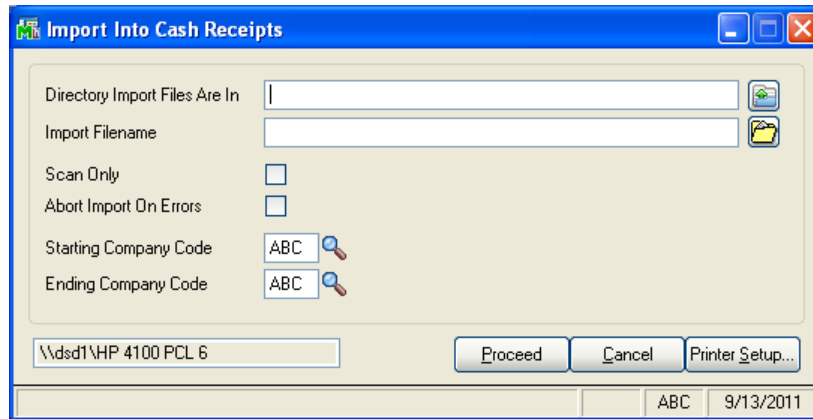 Import Into Cash Receipts
Directory Import Files Are In
Import Filename
Scan Only
Abort Import On Errors
Starting Company Code ABC
Ending Company Code ABC
\\dsd1\HP 4100 PCL 6 Proceed Cancel Printer Setup...
ABC 9/13/2011